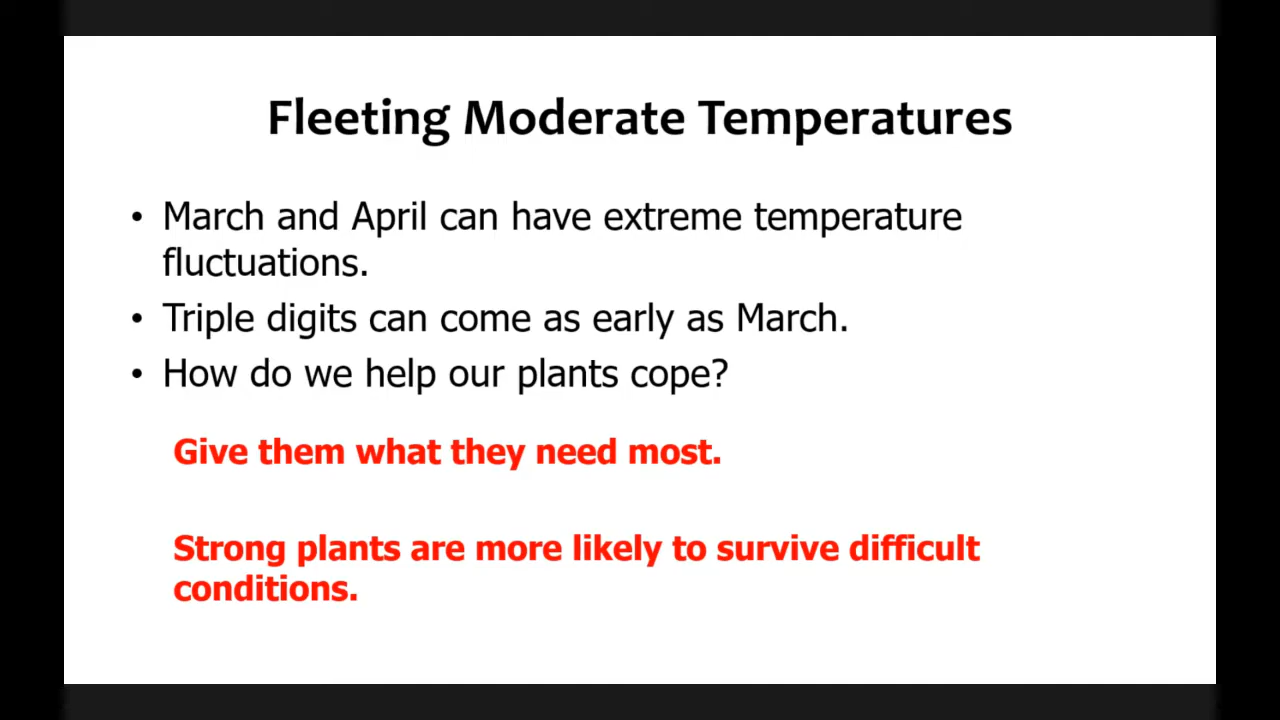 Fleeting Moderate Temperatures
• March and April can have extreme temperature
fluctuations.
• Triple digits can come as early as March.
• How do we help our plants cope?
Give them what they need most.
Strong plants are more likely to survive difficult
conditions.